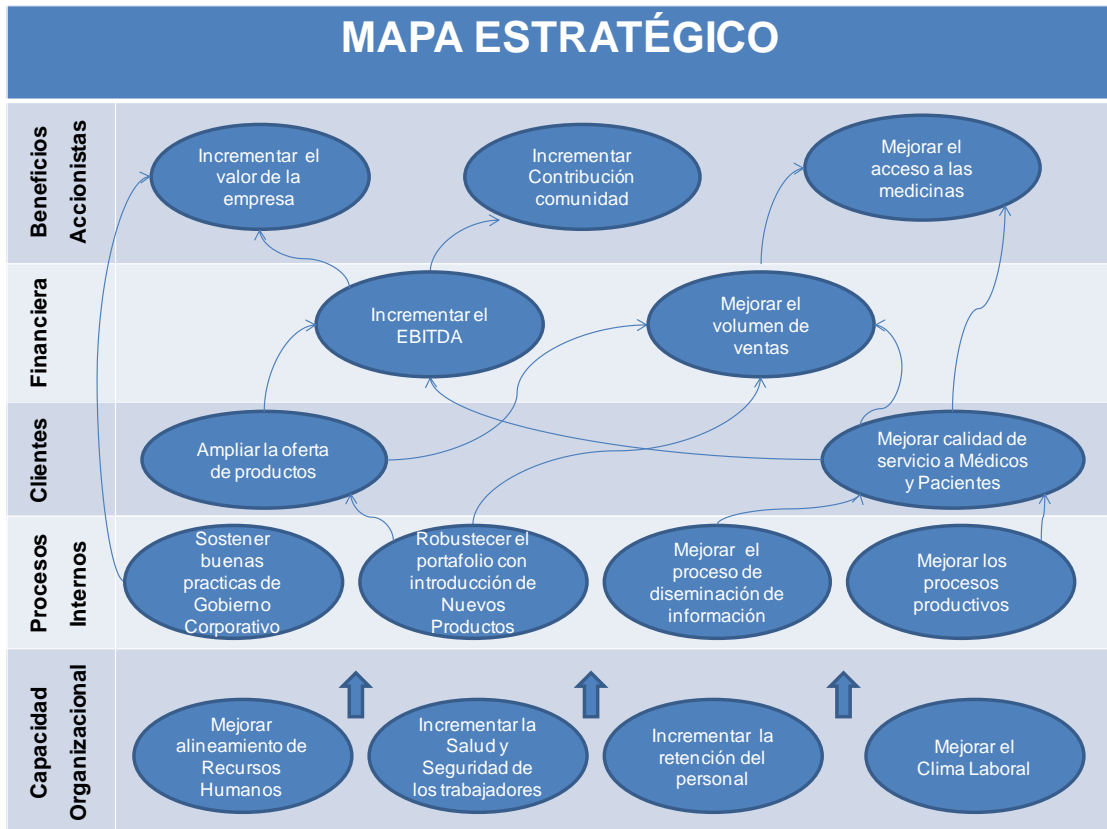 MAPA ESTRATÉGICO
Beneficios
Accionistas
Incrementar el
valor de la
empresa
Incrementar
Contribución
comunidad
Mejorar el
acceso a las
medicinas
Financiera
Incrementar el
EBITDA
Mejorar el
volumen de
ventas
Clientes
Ampliar la oferta
de productos
Mejorar calidad de
servicio a Médicos
y Pacientes
Procesos
Internos
Sostener
buenas
practicas de
Gobierno
Corporativo
Robustecer el
portafolio con
introducción de
Nuevos
Productos
Mejorar el
proceso de
diseminación de
información
Mejorar los
procesos
productivos
Capacidad
Organizacional
Mejorar
alineamiento de
Recursos
Humanos
Incrementar la
Salud y
Seguridad de
los trabajadores
Incrementar la
retención del
personal
Mejorar el
Clima Laboral